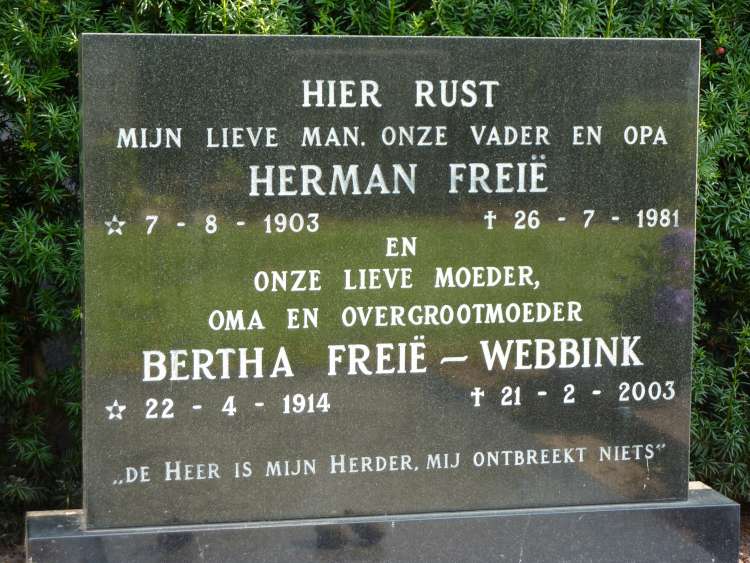 HIER RUST
MIJN LIEVE MAN. ONZE VADER EN OPA
HERMAN FREIË
☆ 7 - 8 - 1903 ✝ 26 - 7 - 1981
EN
ONZE LIEVE MOEDER,
OMA EN OVERGROOTMOEDER
BERTHA FREIË – WEBBINK
☆ 22 - 4 - 1914 ✝ 21 - 2 - 2003
„DE HEER IS MIJN HERDER, MIJ ONTBREEKT NIETS"